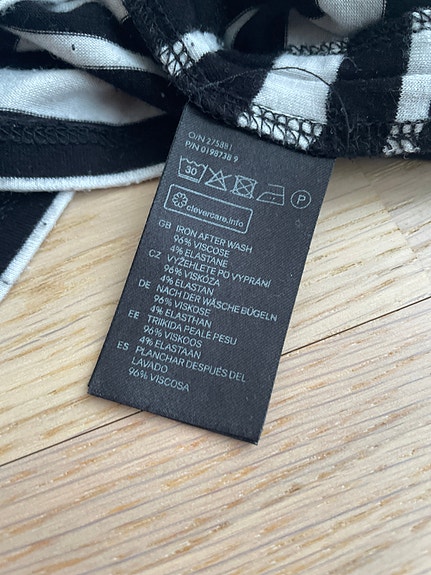 O/N 275881
P/N 0198738 9
30
P
clevercare.info
GB IRON AFTER WASH
96% VISCOSE
4% ELASTANE
CZ VYŽEHLETE PO VYPRÁNÍ
96% VISKÓZA
4% ELASTAN
DE NACH DER WÄSCHE BÜGELN
96% VISKOSE
4% ELASTHAN
EE TRIIKIDA PEALE PESU
96% VISKOOS
4% ELASTAAN
ES PLANCHAR DESPUÉS DEL
LAVADO
96% VISCOSA